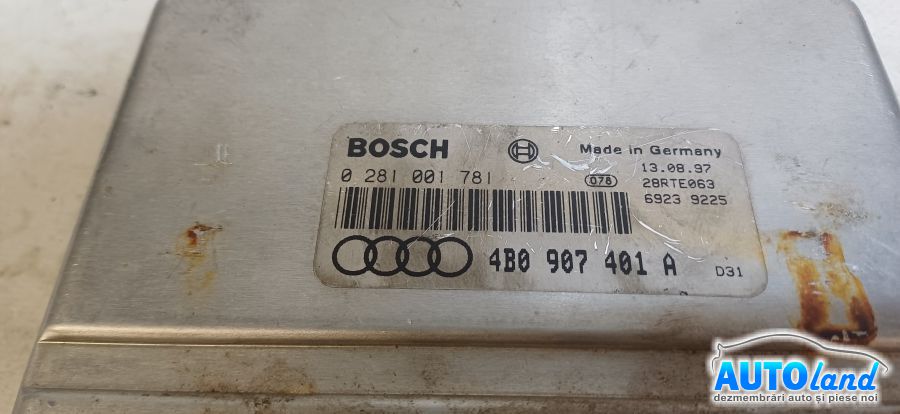 BOSCH
Made in Germany
0 281 001 781
078
13.08.97
28RTE063
6923 9225
4B0 907 401 A
D31
AUTOland
dezmembrări auto și piese noi